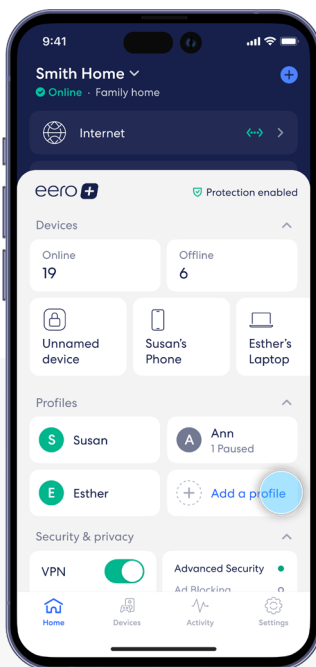 9:41
Smith Home
Online · Family home
Internet
eero +
Protection enabled
Devices
Online
19
Offline
6
Unnamed
device
Susan's
Phone
Esther's
Laptop
Profiles
S Susan
A Ann
1 Paused
E Esther
+ Add a profile
Security & privacy
VPN
Advanced Security
Ad Blocking
Home
Devices
Activity
Settings